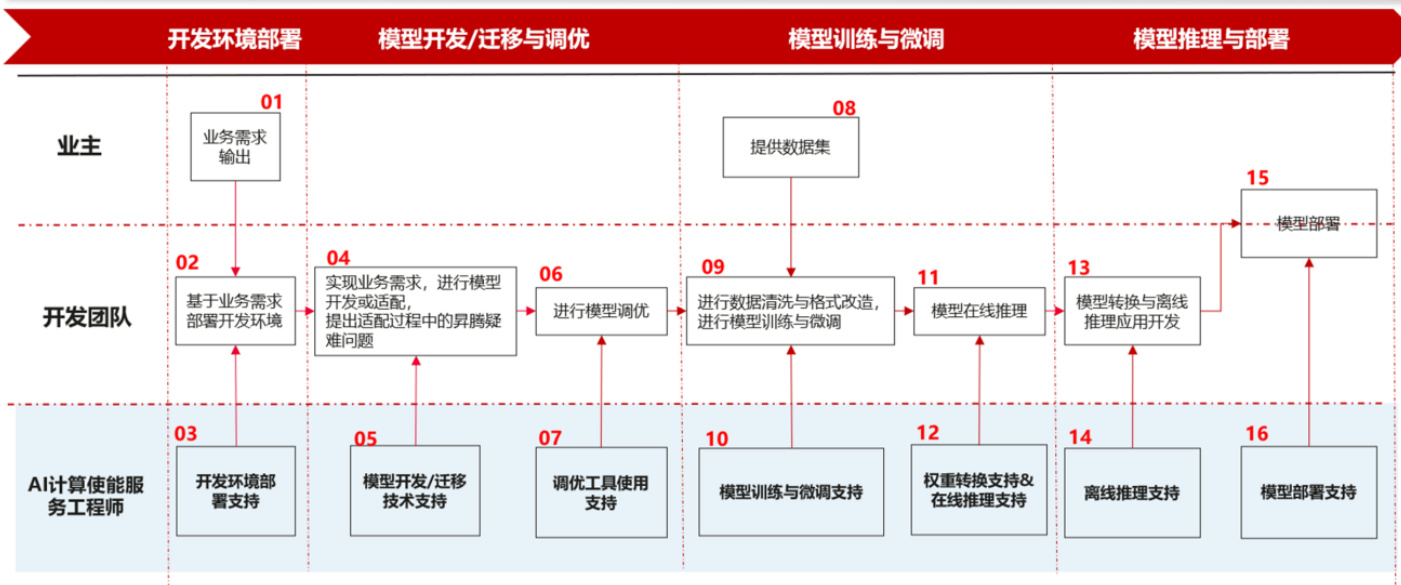 开发环境部署
模型开发/迁移与调优
模型训练与微调
模型推理与部署
业主
01
业务需求
输出
08
提供数据集
15
模型部署
开发团队
02
基于业务需求
部署开发环境
04
实现业务需求，进行模型
开发或适配，
提出适配过程中的昇腾疑
难问题
06
进行模型调优
09
进行数据清洗与格式改造，
进行模型训练与微调
11
模型在线推理
13
模型转换与离线
推理应用开发
AI计算使能服
务工程师
03
开发环境部
署支持
05
模型开发/迁移
技术支持
07
调优工具使用
支持
10
模型训练与微调支持
12
权重转换支持&
在线推理支持
14
离线推理支持
16
模型部署支持